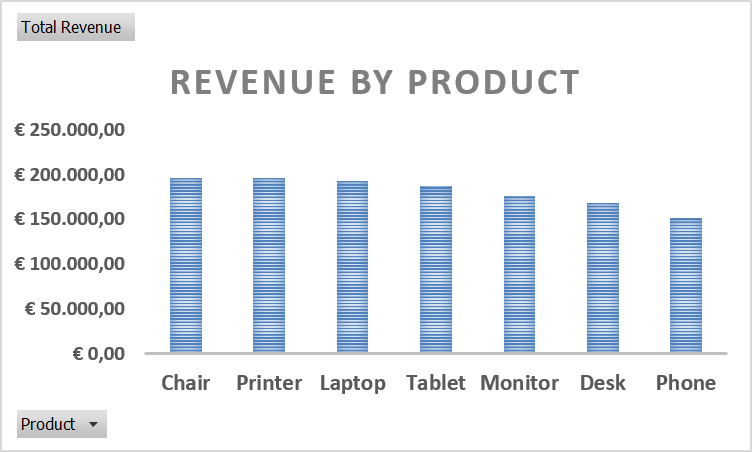 Total Revenue
REVENUE BY PRODUCT
€ 250.000,00
€ 200.000,00
€ 150.000,00
€ 100.000,00
€ 50.000,00
€ 0,00
Chair Printer Laptop Tablet Monitor Desk Phone
Product